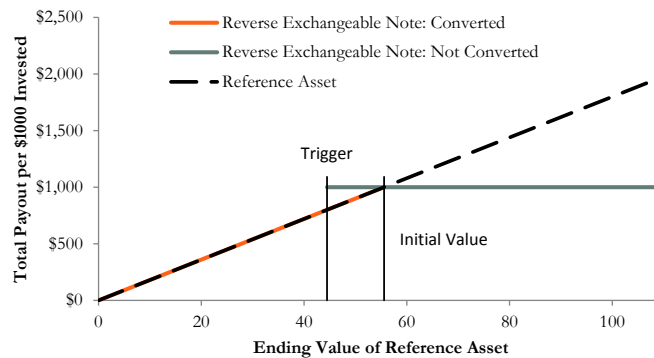 $2,500
$2,000
$1,500
$1,000
$500
$0
Total Payout per $1000 Invested
Reverse Exchangeable Note: Converted
Reverse Exchangeable Note: Not Converted
Reference Asset
Trigger
Initial Value
0 20 40 60 80 100
Ending Value of Reference Asset